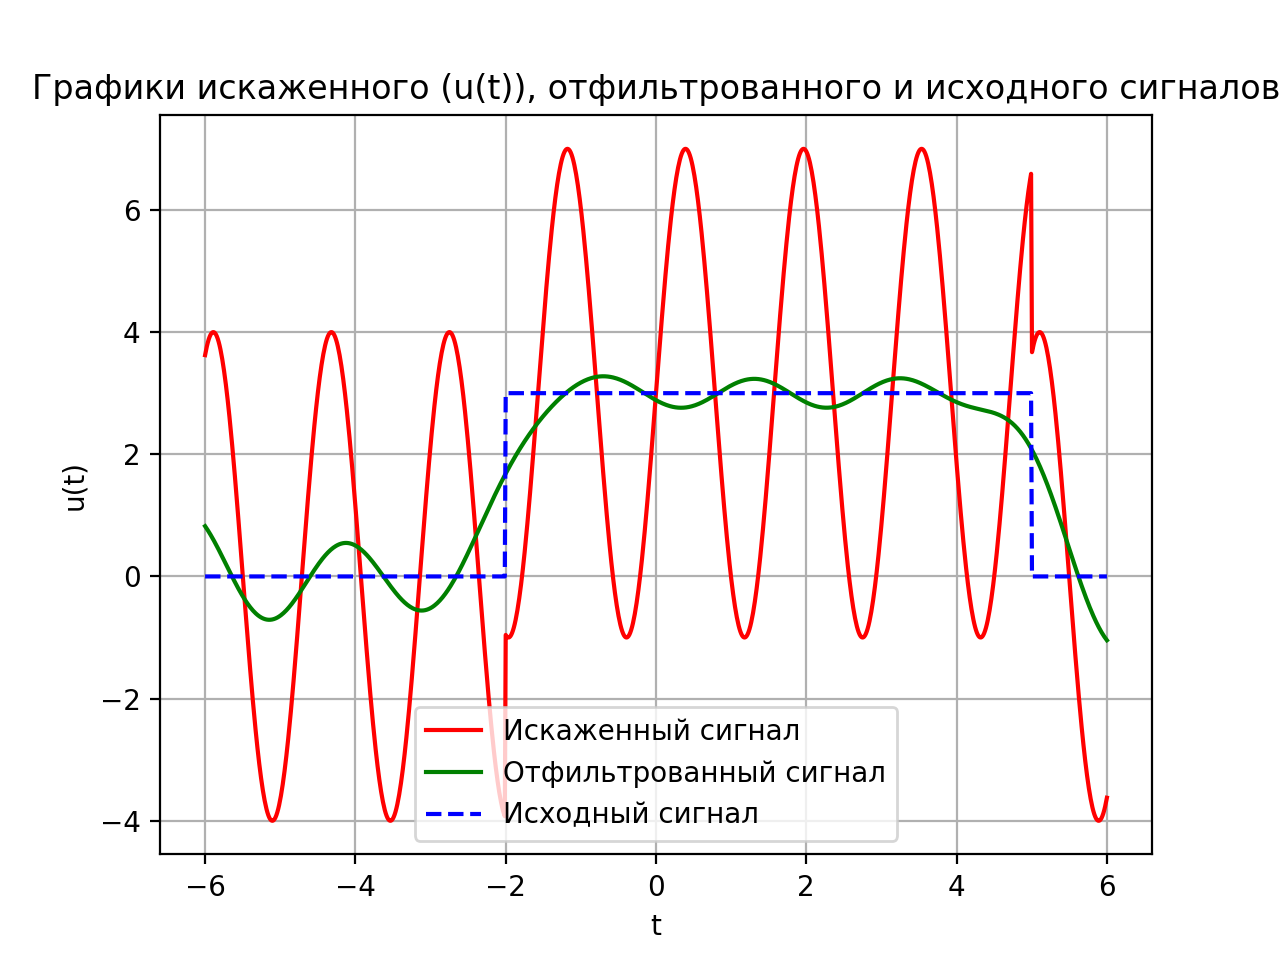 Графики искаженного (u(t)), отфильтрованного и исходного сигналов
u(t)
6
4
2
0
−2
−4
Искаженный сигнал
Отфильтрованный сигнал
Исходный сигнал
−6 −4 −2 0 2 4 6
t